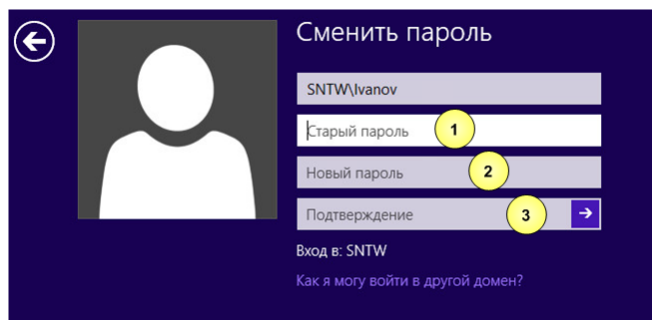 Сменить пароль
SNTW\Ivanov
Старый пароль 1
Новый пароль 2
Подтверждение 3
Вход в: SNTW
Как я могу войти в другой домен?